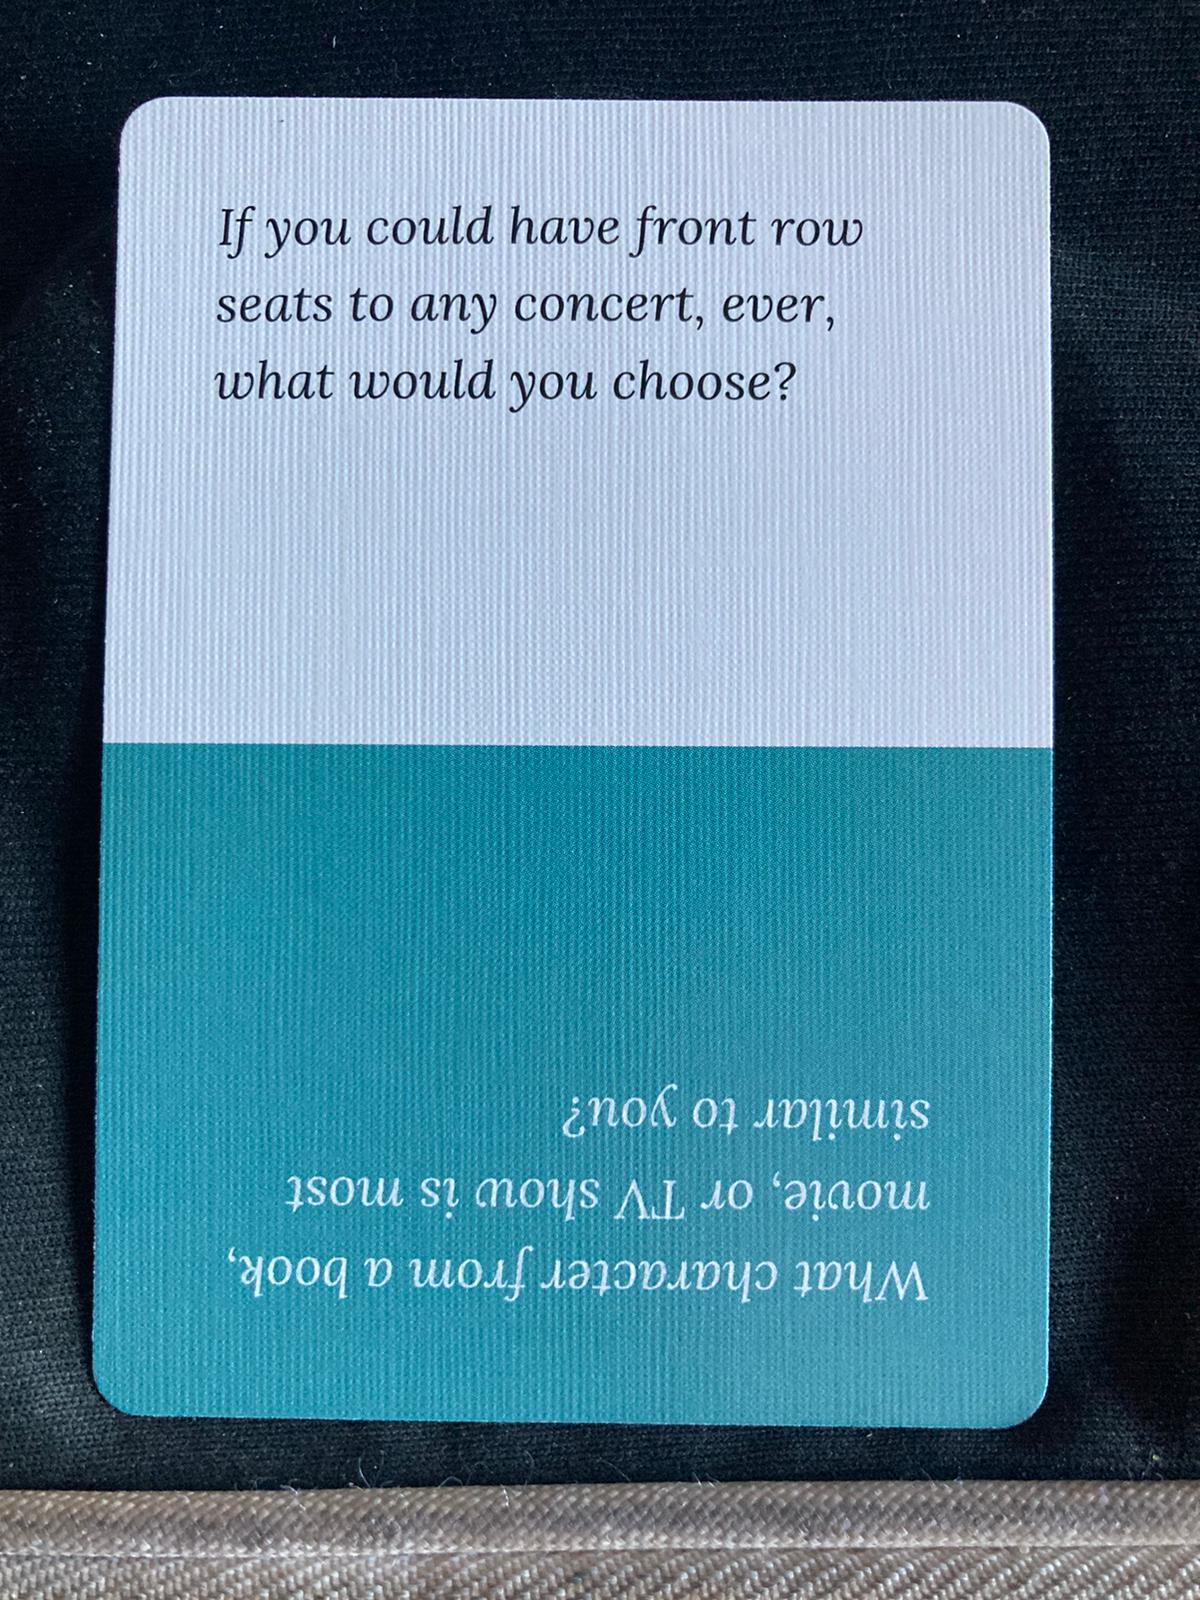 If you could have front row
seats to any concert, ever,
what would you choose?
What character from a book,
movie, or TV show is most
similar to you?